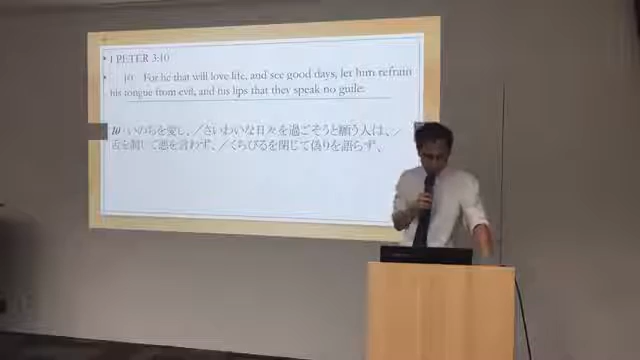 1 PETER 3:10
10 For he that will love life, and see good days, let him refrain
his tongue from evil, and his lips that they speak no guile:
10 いのちを愛し、／さいわいな日々を過ごそうと願う人は、／
舌を制して悪を言わず、／くちびるを閉じて偽りを語らず、